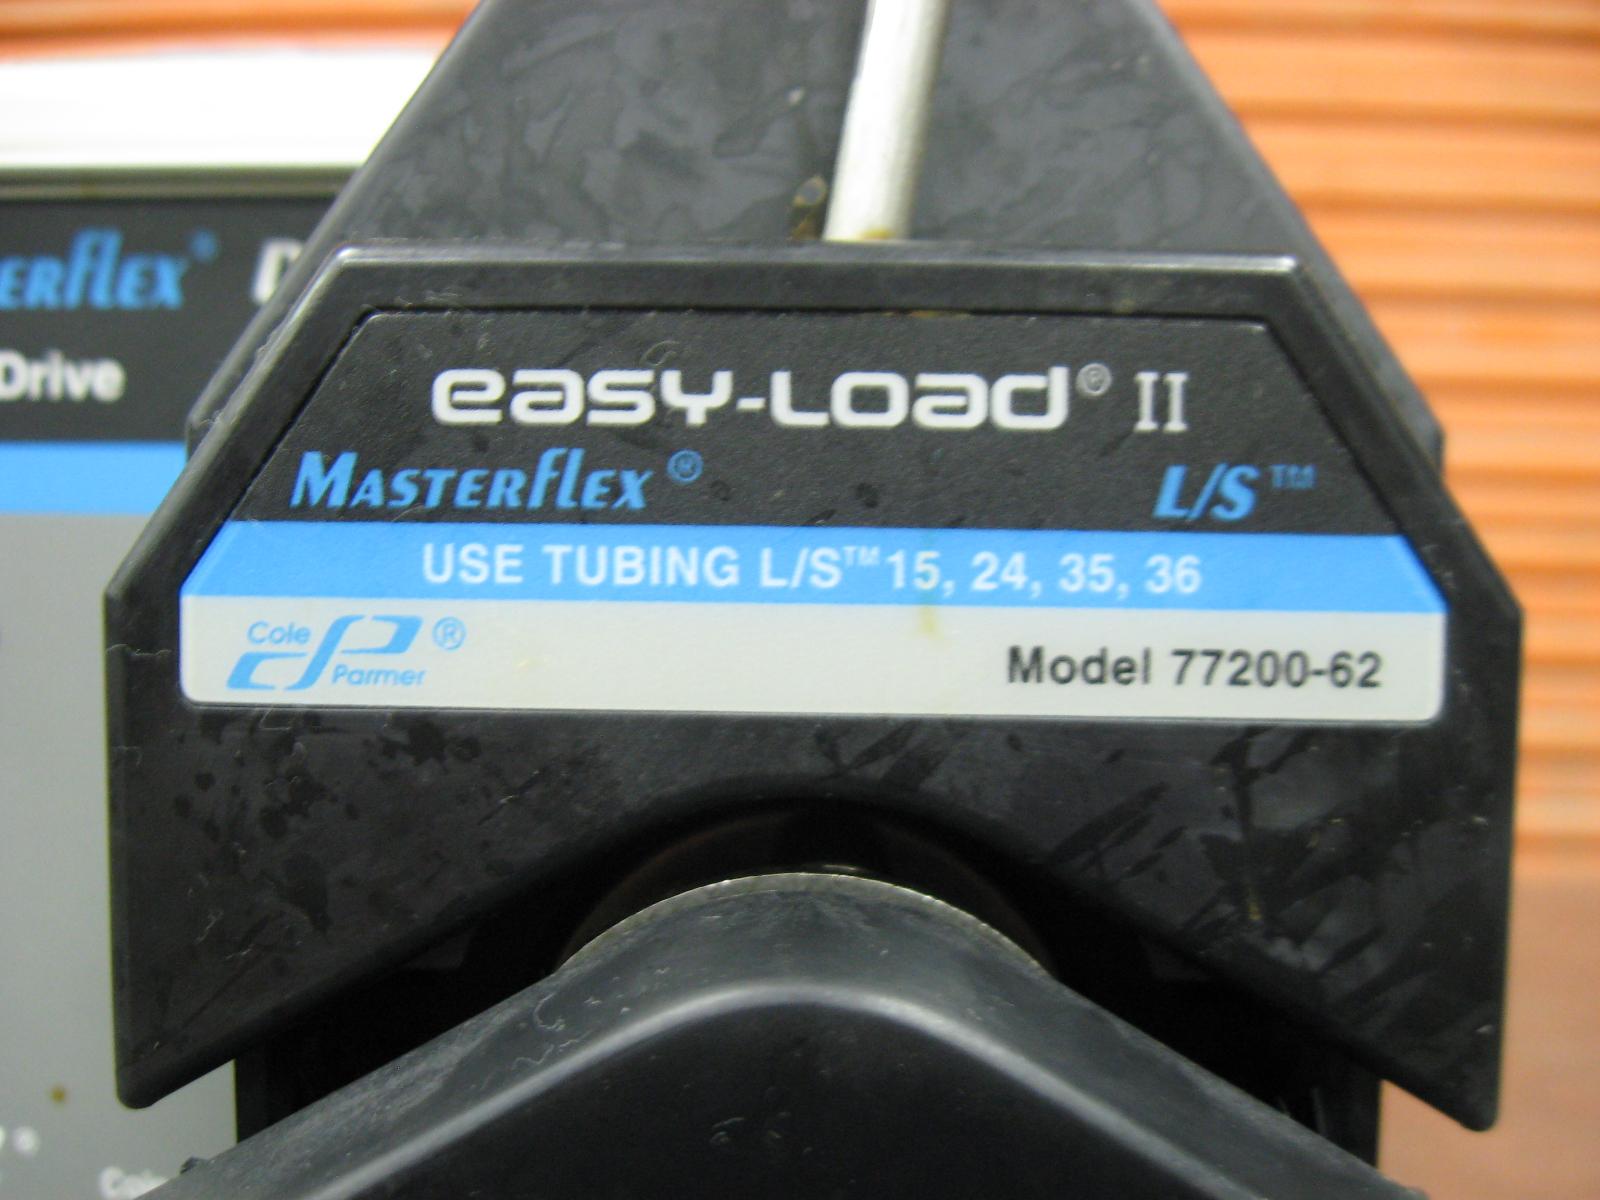 ERFLEX®
Drive
easy-Load® II
MASTERFLEX® L/S™
USE TUBING L/S™ 15, 24, 35, 36
Cole
Parmer ®
Model 77200-62